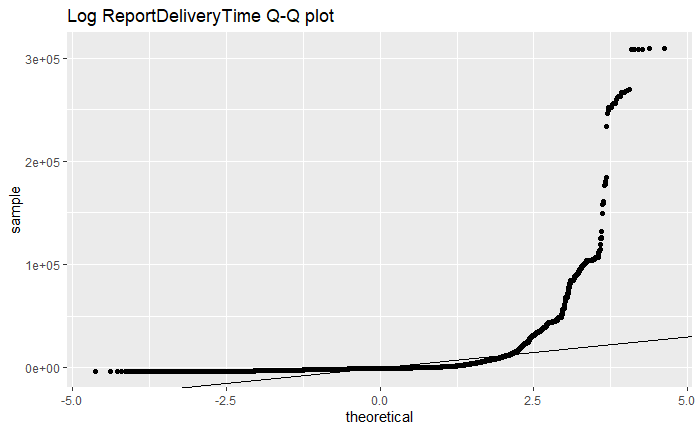 Log ReportDeliveryTime Q-Q plot
3e+05
2e+05
1e+05
0e+00
sample
-5.0 -2.5 0.0 2.5 5.0
theoretical